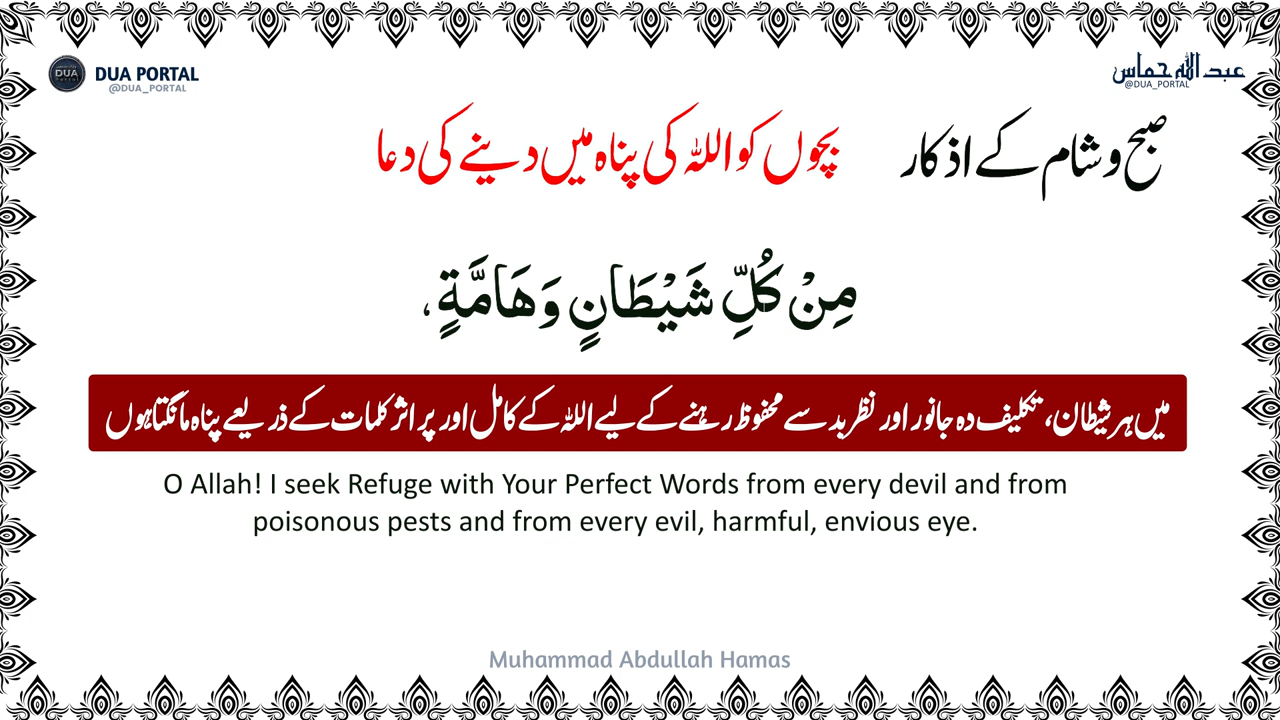 DUA PORTAL
@DUA_PORTAL
عبد اللہ حماس
@DUA_PORTAL
صبح و شام کے اذکار
بچوں کو اللہ کی پناہ میں دینے کی دعا
مِنْ كُلِّ شَيْطَانٍ وَهَامَّةٍ،
میں ہر شیطان، تکلیف دہ جانور اور نظر بد سے محفوظ رہنے کے لیے اللہ کے کامل اور پر اثر کلمات کے ذریعے پناہ مانگتا ہوں
O Allah! I seek Refuge with Your Perfect Words from every devil and from
poisonous pests and from every evil, harmful, envious eye.
Muhammad Abdullah Hamas